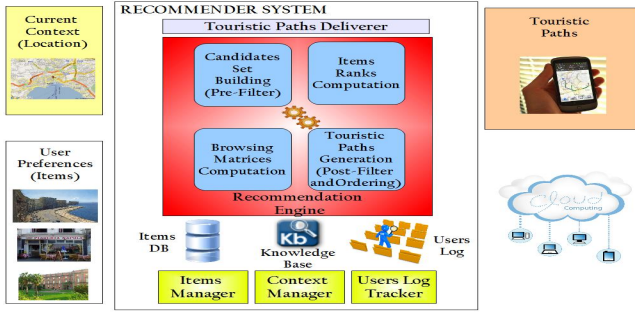 Current
Context
(Location)
User
Preferences
(Items)
RECOMMENDER SYSTEM
Touristic Paths Deliverer
Candidates
Set
Building
(Pre-Filter)
Items
Ranks
Computation
Browsing
Matrices
Computation
Touristic
Paths
Generation
(Post-Filter
and Ordering)
Recommendation
Engine
Items
DB
Kb
Knowledge
Base
Users
Log
Items
Manager
Context
Manager
Users Log
Tracker
Touristic
Paths
Cloud
Computing